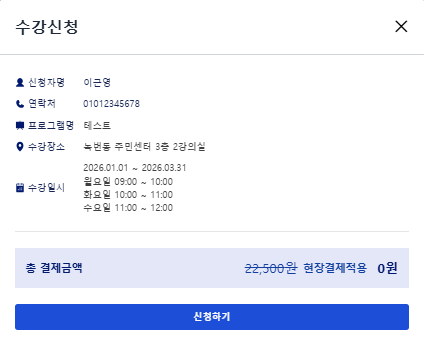 수강신청
신청자명 이근영
연락처 01012345678
프로그램명 테스트
수강장소 녹번동 주민센터 3층 2강의실
수강일시 2026.01.01 ~ 2026.03.31
월요일 09:00 ~ 10:00
화요일 10:00 ~ 11:00
수요일 11:00 ~ 12:00
총 결제금액 22,500원 현장결제적용 0원
신청하기